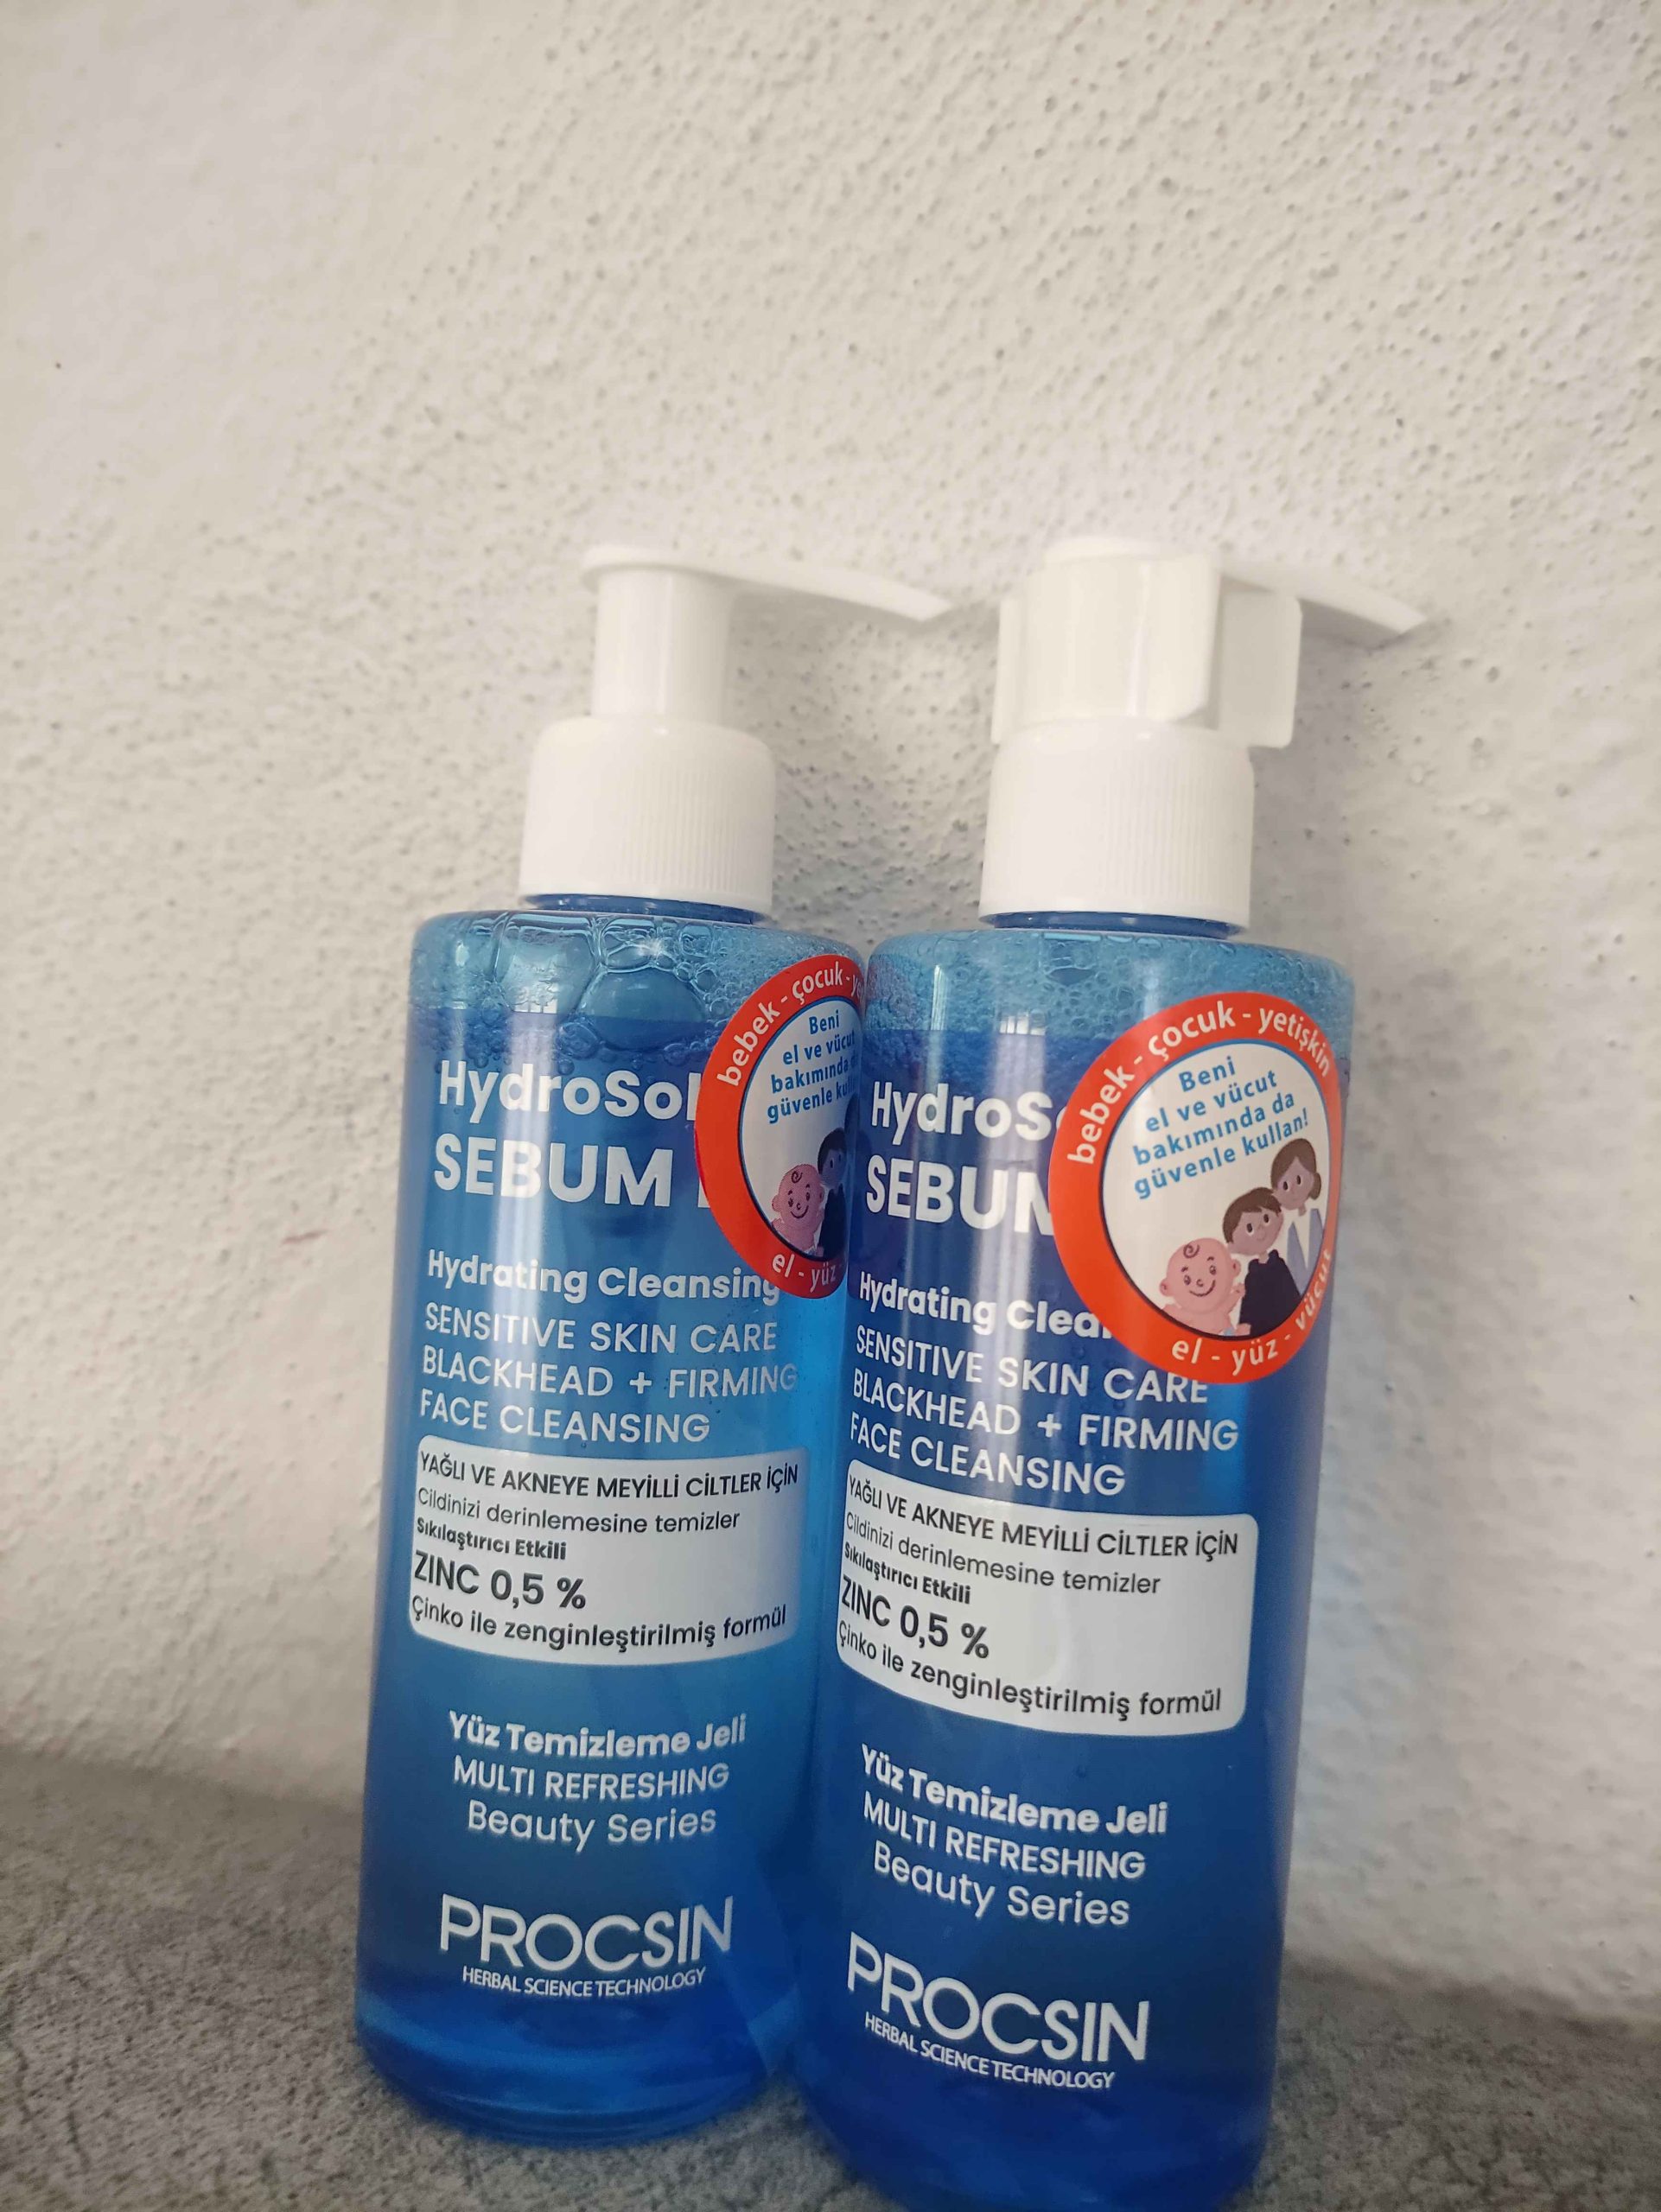 bebek - çocuk -
Beni
el ve vücut
bakımında
güvenle
el - yüz
HydroSol
SEBUM
Hydrating Cleansing
SENSITIVE SKIN CARE
BLACKHEAD + FIRMING
FACE CLEANSING
YAĞLI VE AKNEYE MEYİLLİ CİLTLER İÇİN
Cildinizi derinlemesine temizler
Sıkılaştırıcı Etkili
ZINC 0,5 %
Çinko ile zenginleştirilmiş formül
Yüz Temizleme Jeli
MULTI REFRESHING
Beauty Series
PROCSIN
HERBAL SCIENCE TECHNOLOGY
bebek - çocuk - yetişkin
Beni
el ve vücut
bakımında da
güvenle kullan!
el - yüz - vücut
HydroS
SEBUM
Hydrating Clea
SENSITIVE SKIN CARE
BLACKHEAD + FIRMING
FACE CLEANSING
YAĞLI VE AKNEYE MEYİLLİ CİLTLER İÇİN
Cildinizi derinlemesine temizler
Sıkılaştırıcı Etkili
ZINC 0,5 %
Çinko ile zenginleştirilmiş formül
Yüz Temizleme Jeli
MULTI REFRESHING
Beauty Series
PROCSIN
HERBAL SCIENCE TECHNOLOGY